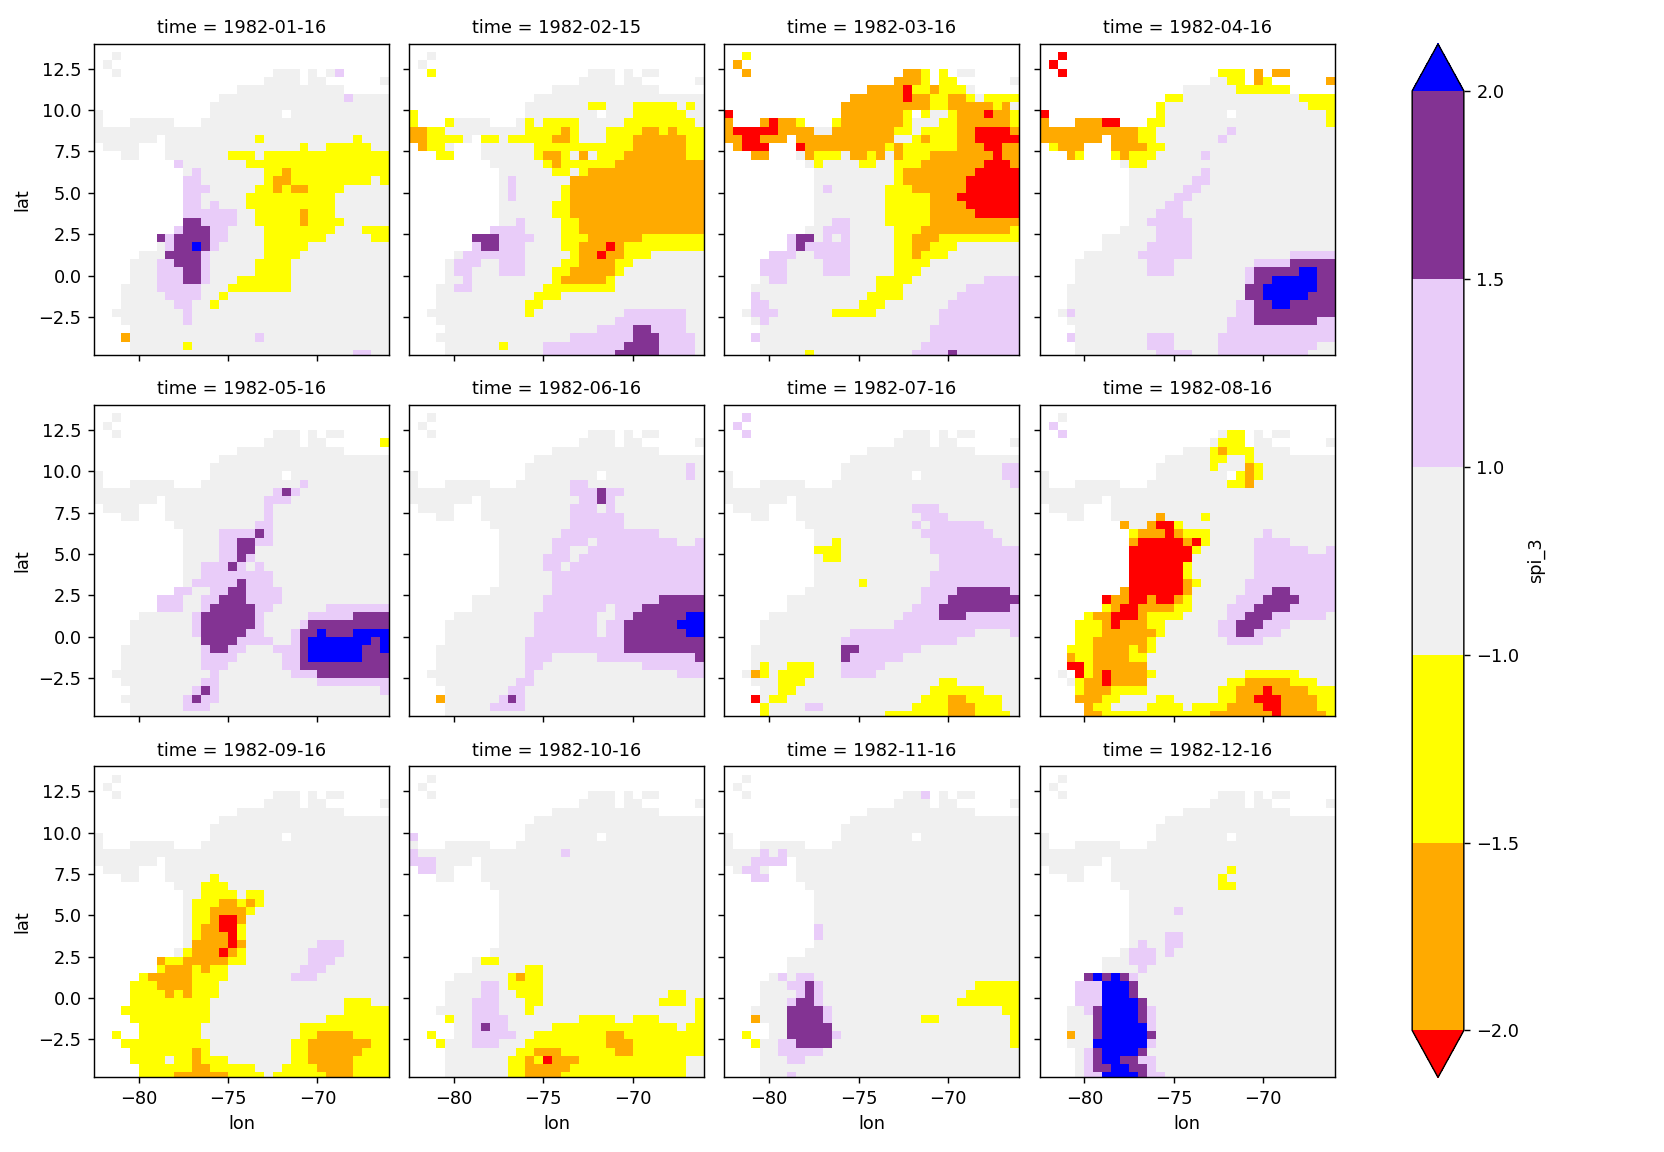 time = 1982-01-16
time = 1982-02-15
time = 1982-03-16
time = 1982-04-16
12.5
10.0
7.5
5.0
2.5
0.0
−2.5
lat
time = 1982-05-16
time = 1982-06-16
time = 1982-07-16
time = 1982-08-16
12.5
10.0
7.5
5.0
2.5
0.0
−2.5
lat
time = 1982-09-16
time = 1982-10-16
time = 1982-11-16
time = 1982-12-16
12.5
10.0
7.5
5.0
2.5
0.0
−2.5
lat
−80 −75 −70
−80 −75 −70
−80 −75 −70
−80 −75 −70
lon
lon
lon
lon
2.0
1.5
1.0
−1.0
−1.5
−2.0
spi_3